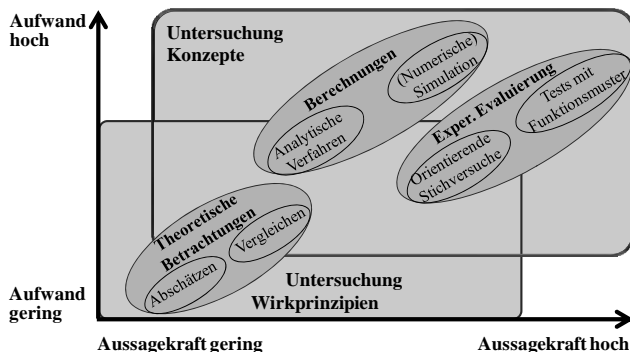 Aufwand
hoch
Untersuchung
Konzepte
Berechnungen
(Numerische)
Simulation
Analytische
Verfahren
Exper. Evaluierung
Tests mit
Funktionsmuster
Orientierende
Stichversuche
Theoretische
Betrachtungen
Vergleichen
Abschätzen
Untersuchung
Wirkprinzipien
Aufwand
gering
Aussagekraft gering
Aussagekraft hoch